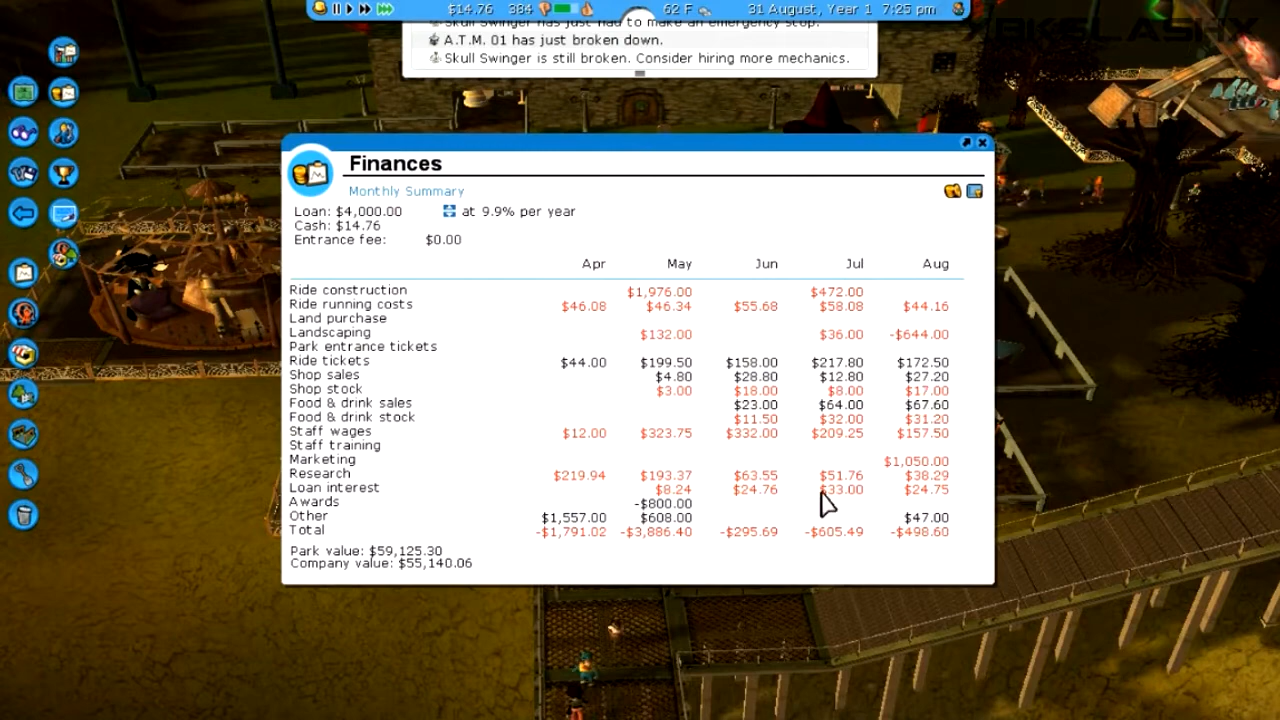 $14.76 384 62 F 31 August, Year 1 7:25 pm
Skull Swinger has just had to make an emergency stop.
A.T.M. 01 has just broken down.
Skull Swinger is still broken. Consider hiring more mechanics.
Finances
Monthly Summary
Loan: $4,000.00 at 9.9% per year
Cash: $14.76
Entrance fee: $0.00
Apr May Jun Jul Aug
Ride construction $1,976.00 $472.00
Ride running costs $46.08 $46.34 $55.68 $58.08 $44.16
Land purchase
Landscaping $132.00 $36.00 -$644.00
Park entrance tickets
Ride tickets $44.00 $199.50 $158.00 $217.80 $172.50
Shop sales $4.80 $28.80 $12.80 $27.20
Shop stock $3.00 $18.00 $8.00 $17.00
Food & drink sales $23.00 $64.00 $67.60
Food & drink stock $11.50 $32.00 $31.20
Staff wages $12.00 $323.75 $332.00 $209.25 $157.50
Staff training
Marketing $1,050.00
Research $219.94 $193.37 $63.55 $51.76 $38.29
Loan interest $8.24 $24.76 $33.00 $24.75
Awards -$800.00
Other $1,557.00 $608.00 $47.00
Total -$1,791.02 -$3,886.40 -$295.69 -$605.49 -$498.60
Park value: $59,125.30
Company value: $55,140.06